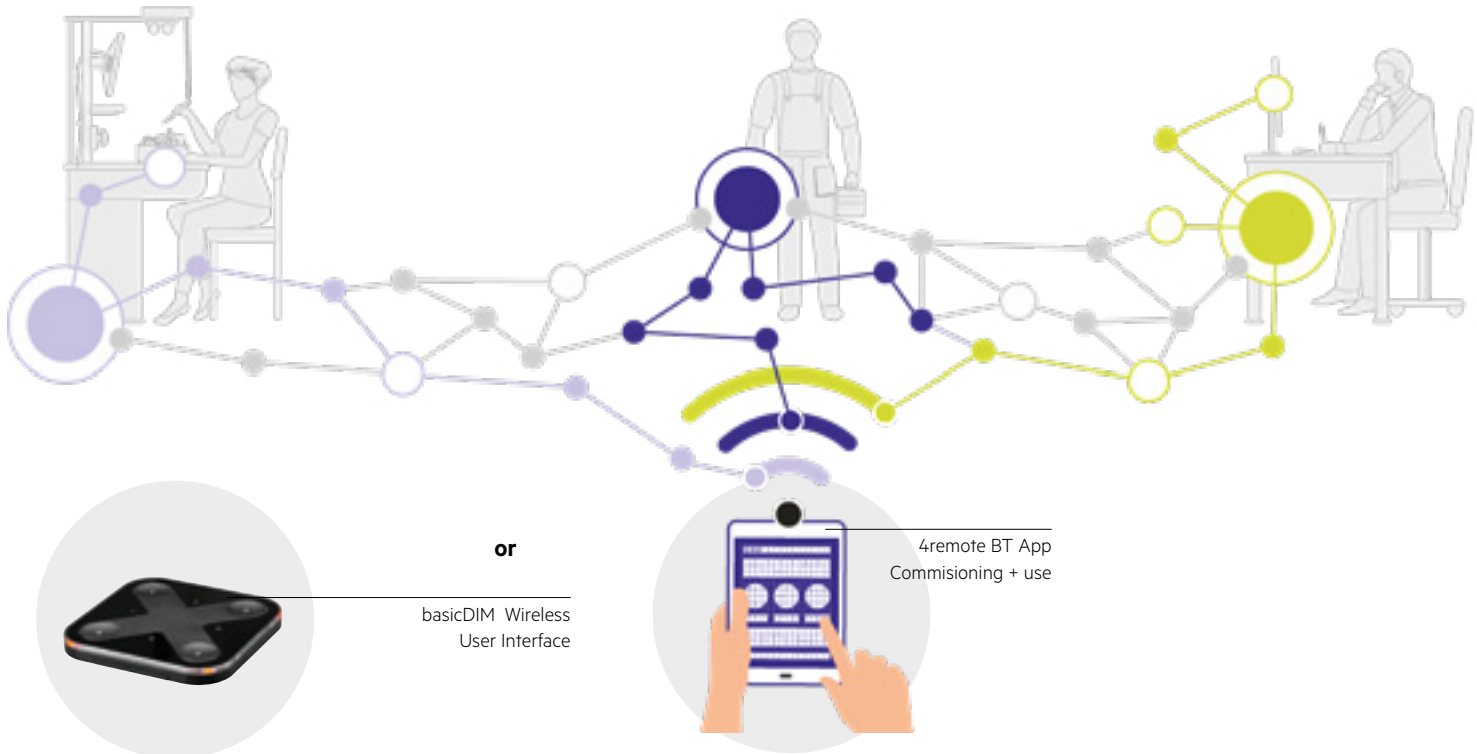 or
4remote BT App
Commisioning + use
basicDIM Wireless
User Interface